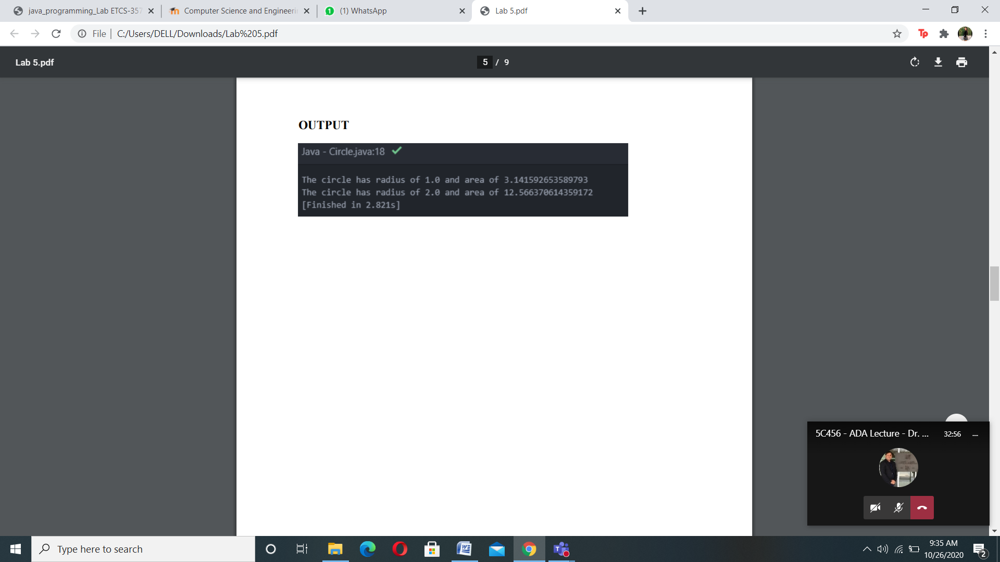 java_programming_Lab ETCS-357
Computer Science and Engineeri
1
(1) WhatsApp
Lab 5.pdf
File
C:/Users/DELL/Downloads/Lab%205.pdf
Tp
Lab 5.pdf
5 / 9
OUTPUT
Java - Circle.java:18
The circle has radius of 1.0 and area of 3.141592653589793
The circle has radius of 2.0 and area of 12.566370614359172
[Finished in 2.821s]
5C456 - ADA Lecture - Dr. ...
32:56
Type here to search
W
T
9:35 AM
10/26/2020
2